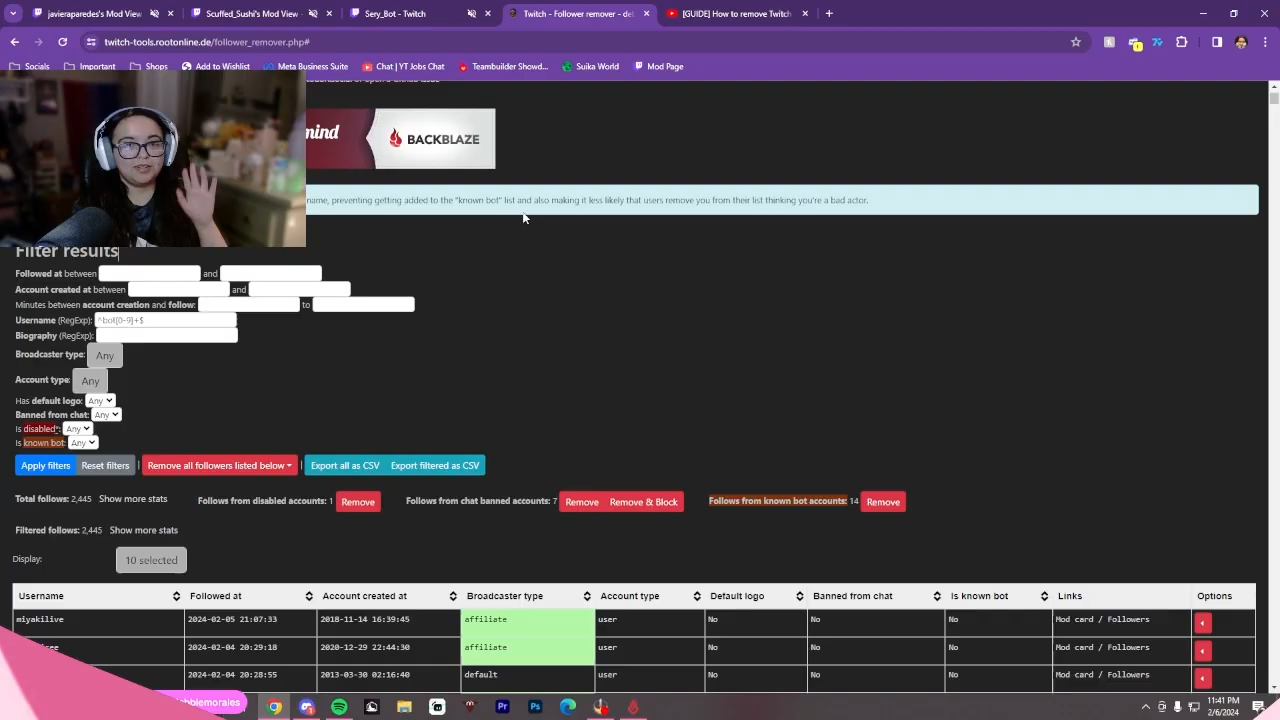 javieraparedes's Mod View -
Scuffed_Sushi's Mod View -
Sery_Bot - Twitch
Twitch - Follower remover - de
[GUIDE] How to remove Twitch
twitch-tools.rootonline.de/follower_remover.php#
Socials
Important
Shops
Add to Wishlist
Meta Business Suite
Chat | YT Jobs Chat
Teambuilder Showd...
Suika World
Mod Page
mind
BACKBLAZE
name, preventing getting added to the "known bot" list and also making it less likely that users remove you from their list thinking you're a bad actor.
Filter results
Followed at between and
Account created at between and
Minutes between account creation and follow: to
Username (RegExp): ^bot[0-9]+$
Biography (RegExp):
Broadcaster type: Any
Account type: Any
Has default logo: Any
Banned from chat: Any
Is disabled*: Any
Is known bot: Any
Apply filters Reset filters | Remove all followers listed below | Export all as CSV Export filtered as CSV
Total follows: 2,445 Show more stats Follows from disabled accounts: 1 Remove Follows from chat banned accounts: 7 Remove Remove & Block Follows from known bot accounts: 14 Remove
Filtered follows: 2,445 Show more stats
Display: 10 selected
Username Followed at Account created at Broadcaster type Account type Default logo Banned from chat Is known bot Links Options
miyakilive 2024-02-05 21:07:33 2018-11-14 16:39:45 affiliate user No No No Mod card / Followers
2024-02-04 20:29:18 2020-12-29 22:44:30 affiliate user No No No Mod card / Followers
2024-02-04 20:28:55 2013-03-30 02:16:40 default user No No No Mod card / Followers
bbiemorales
11:41 PM
2/6/2024